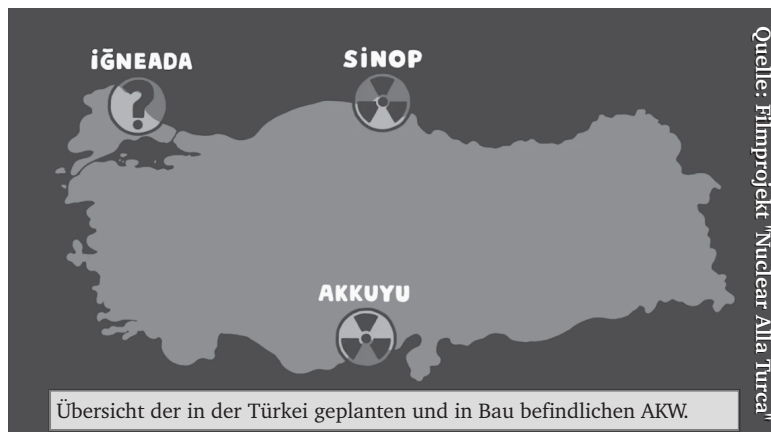 İĞNEADA
SİNOP
AKKUYU
Übersicht der in der Türkei geplanten und in Bau befindlichen AKW.
Quelle: Filmprojekt "Nuclear Alla Turca"